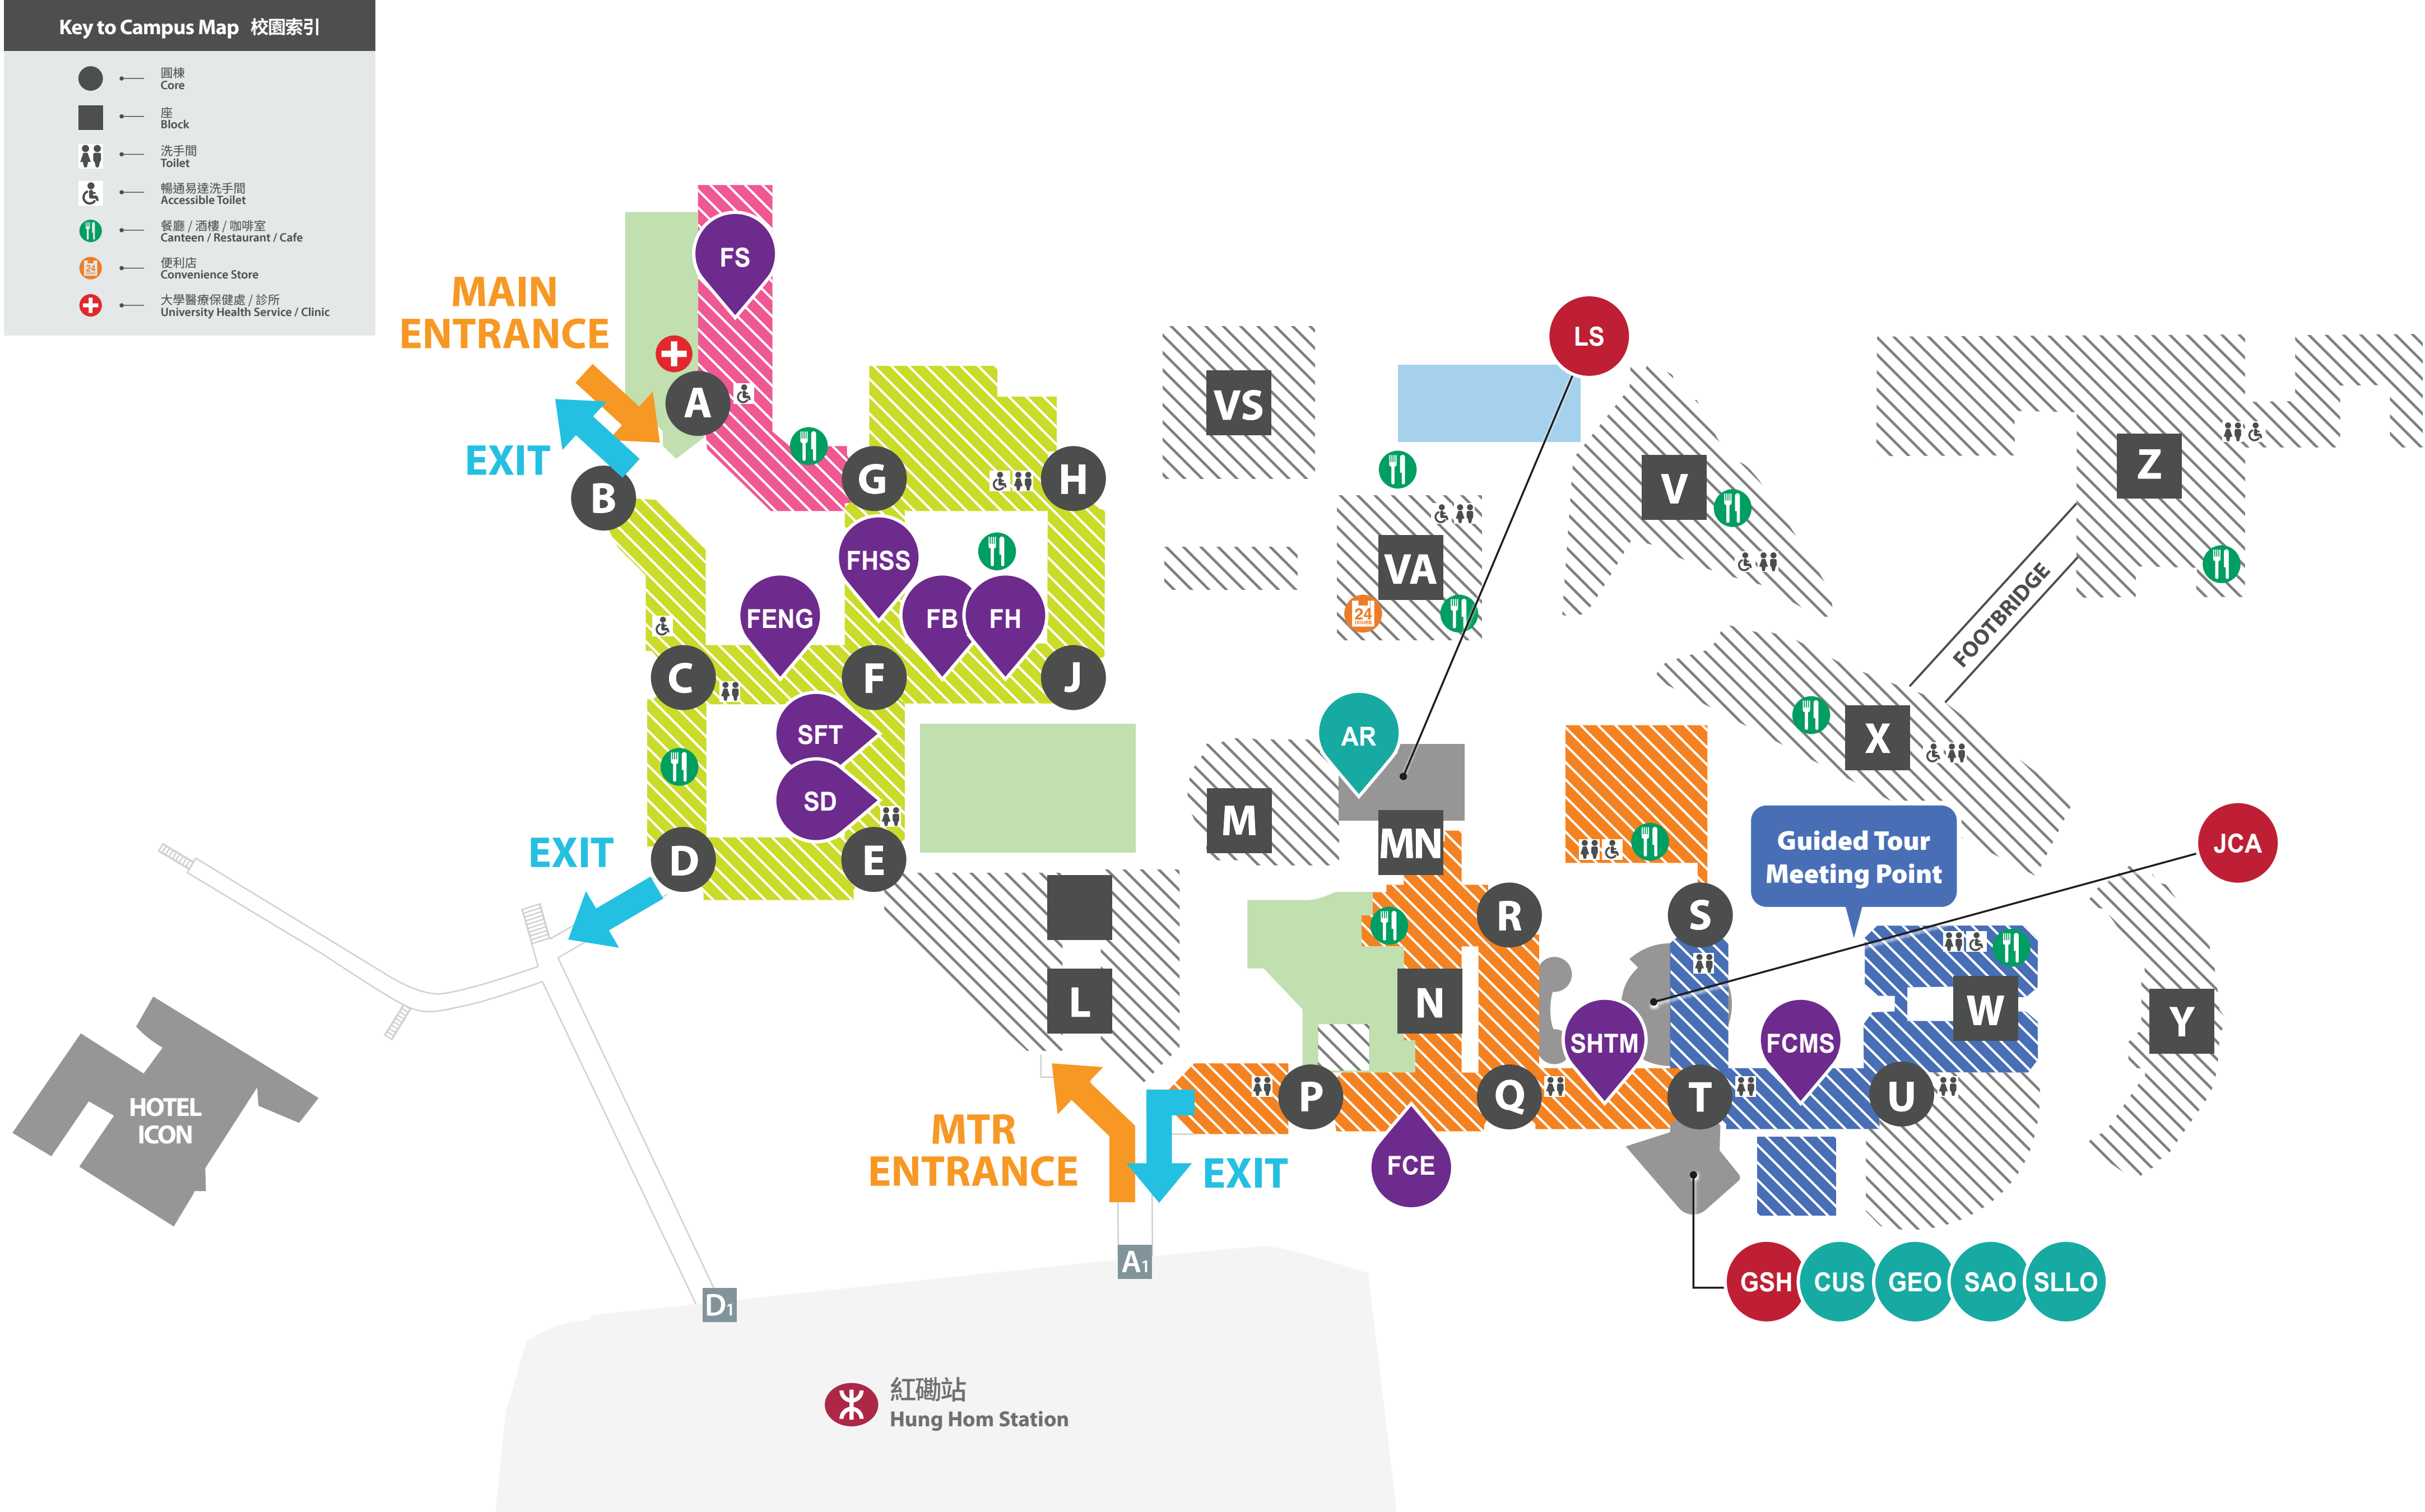 Key to Campus Map 校園索引
圓棟
Core
座
Block
洗手間
Toilet
暢通易達洗手間
Accessible Toilet
餐廳 / 酒樓 / 咖啡室
Canteen / Restaurant / Cafe
24
便利店
Convenience Store
大學醫療保健處 / 診所
University Health Service / Clinic
FS
MAIN
ENTRANCE
EXIT
A
B
G
H
FHSS
FENG
FB
FH
C
F
J
SFT
SD
EXIT
D
E
VS
LS
V
Z
VA
24
HOURS
FOOTBRIDGE
X
AR
M
MN
Guided Tour
Meeting Point
JCA
R
S
L
N
W
Y
SHTM
FCMS
P
Q
T
U
HOTEL
ICON
MTR
ENTRANCE
EXIT
FCE
A1
D1
GSH
CUS
GEO
SAO
SLLO
紅磡站
Hung Hom Station